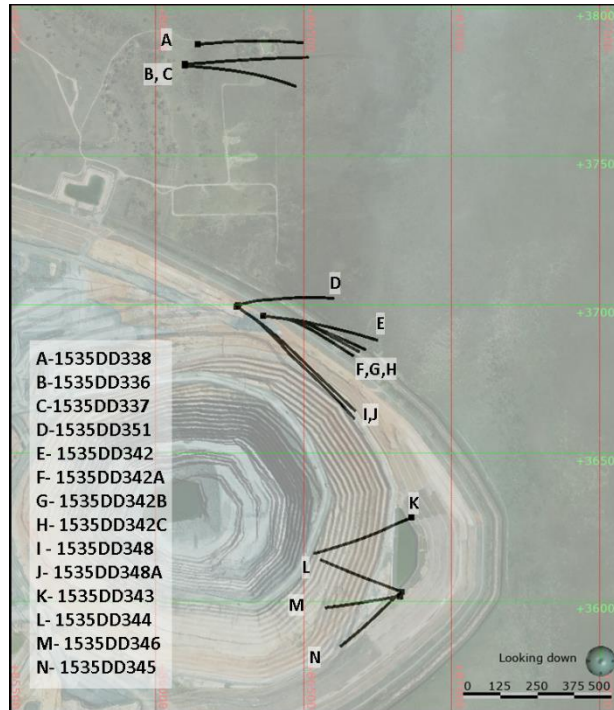 +3800
A
B, C
+3750
D
+3700
E
F,G,H
I,J
+3650
K
L
+3600
M
N
A-1535DD338
B-1535DD336
C-1535DD337
D-1535DD351
E- 1535DD342
F- 1535DD342A
G- 1535DD342B
H- 1535DD342C
I - 1535DD348
J- 1535DD348A
K- 1535DD343
L- 1535DD344
M- 1535DD346
N- 1535DD345
Looking down
0 125 250 375 500